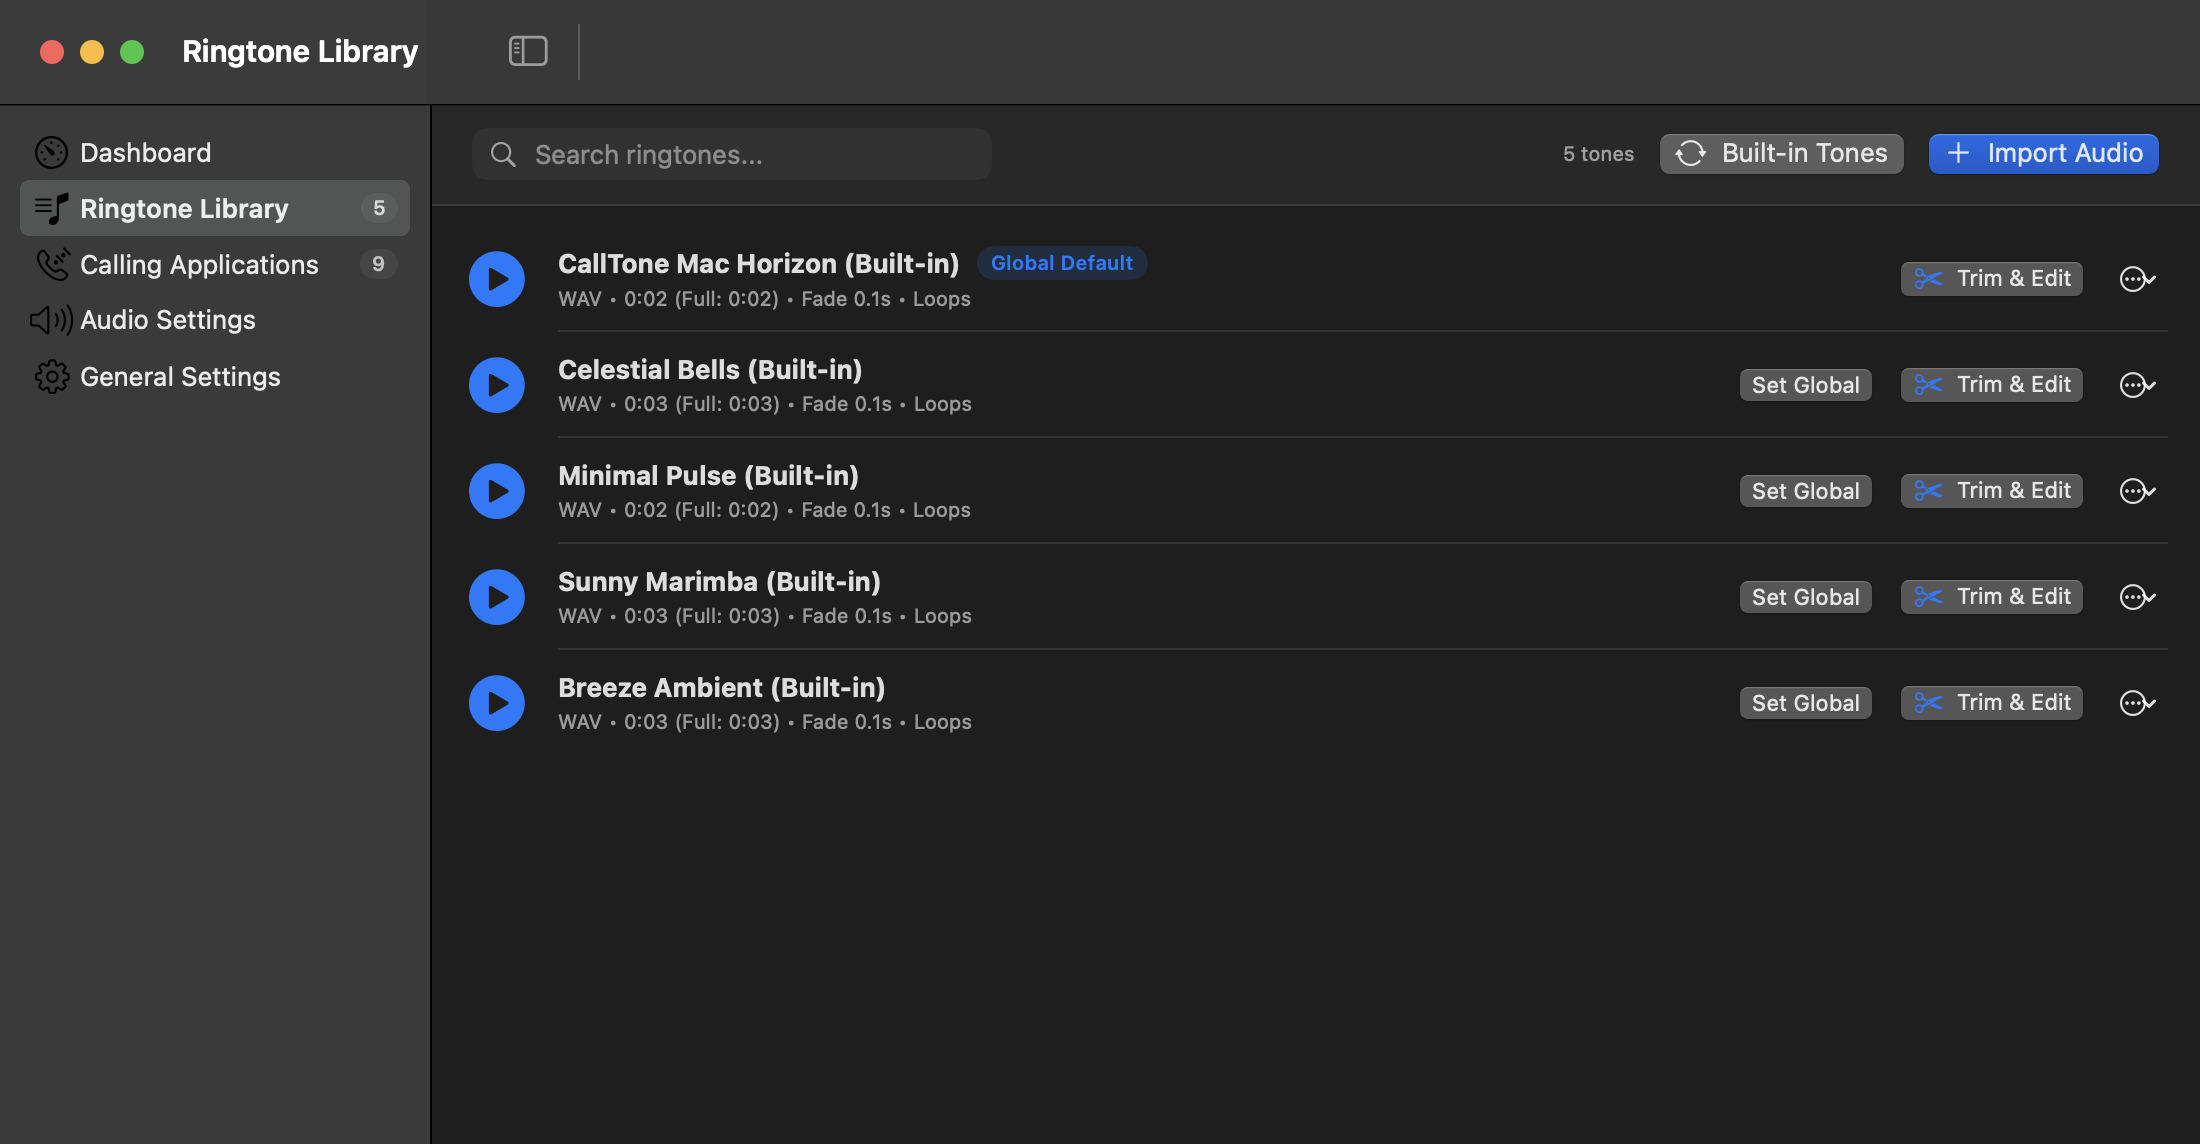 Ringtone Library
Dashboard
Ringtone Library 5
Calling Applications 9
Audio Settings
General Settings
Search ringtones...
5 tones
Built-in Tones
Import Audio
CallTone Mac Horizon (Built-in) Global Default
WAV • 0:02 (Full: 0:02) • Fade 0.1s • Loops
Trim & Edit
Celestial Bells (Built-in)
WAV • 0:03 (Full: 0:03) • Fade 0.1s • Loops
Set Global Trim & Edit
Minimal Pulse (Built-in)
WAV • 0:02 (Full: 0:02) • Fade 0.1s • Loops
Set Global Trim & Edit
Sunny Marimba (Built-in)
WAV • 0:03 (Full: 0:03) • Fade 0.1s • Loops
Set Global Trim & Edit
Breeze Ambient (Built-in)
WAV • 0:03 (Full: 0:03) • Fade 0.1s • Loops
Set Global Trim & Edit